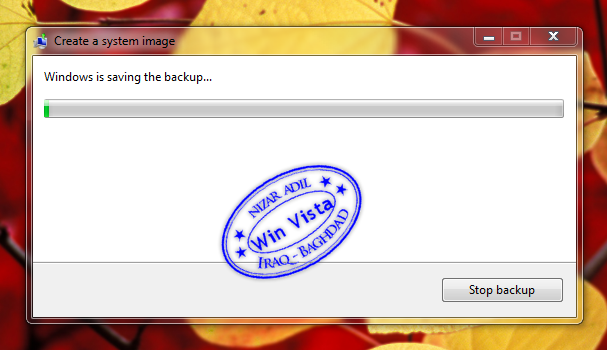 Create a system image
Windows is saving the backup...
NIZAR ADIL
Win Vista
IRAQ - BAGHDAD
Stop backup